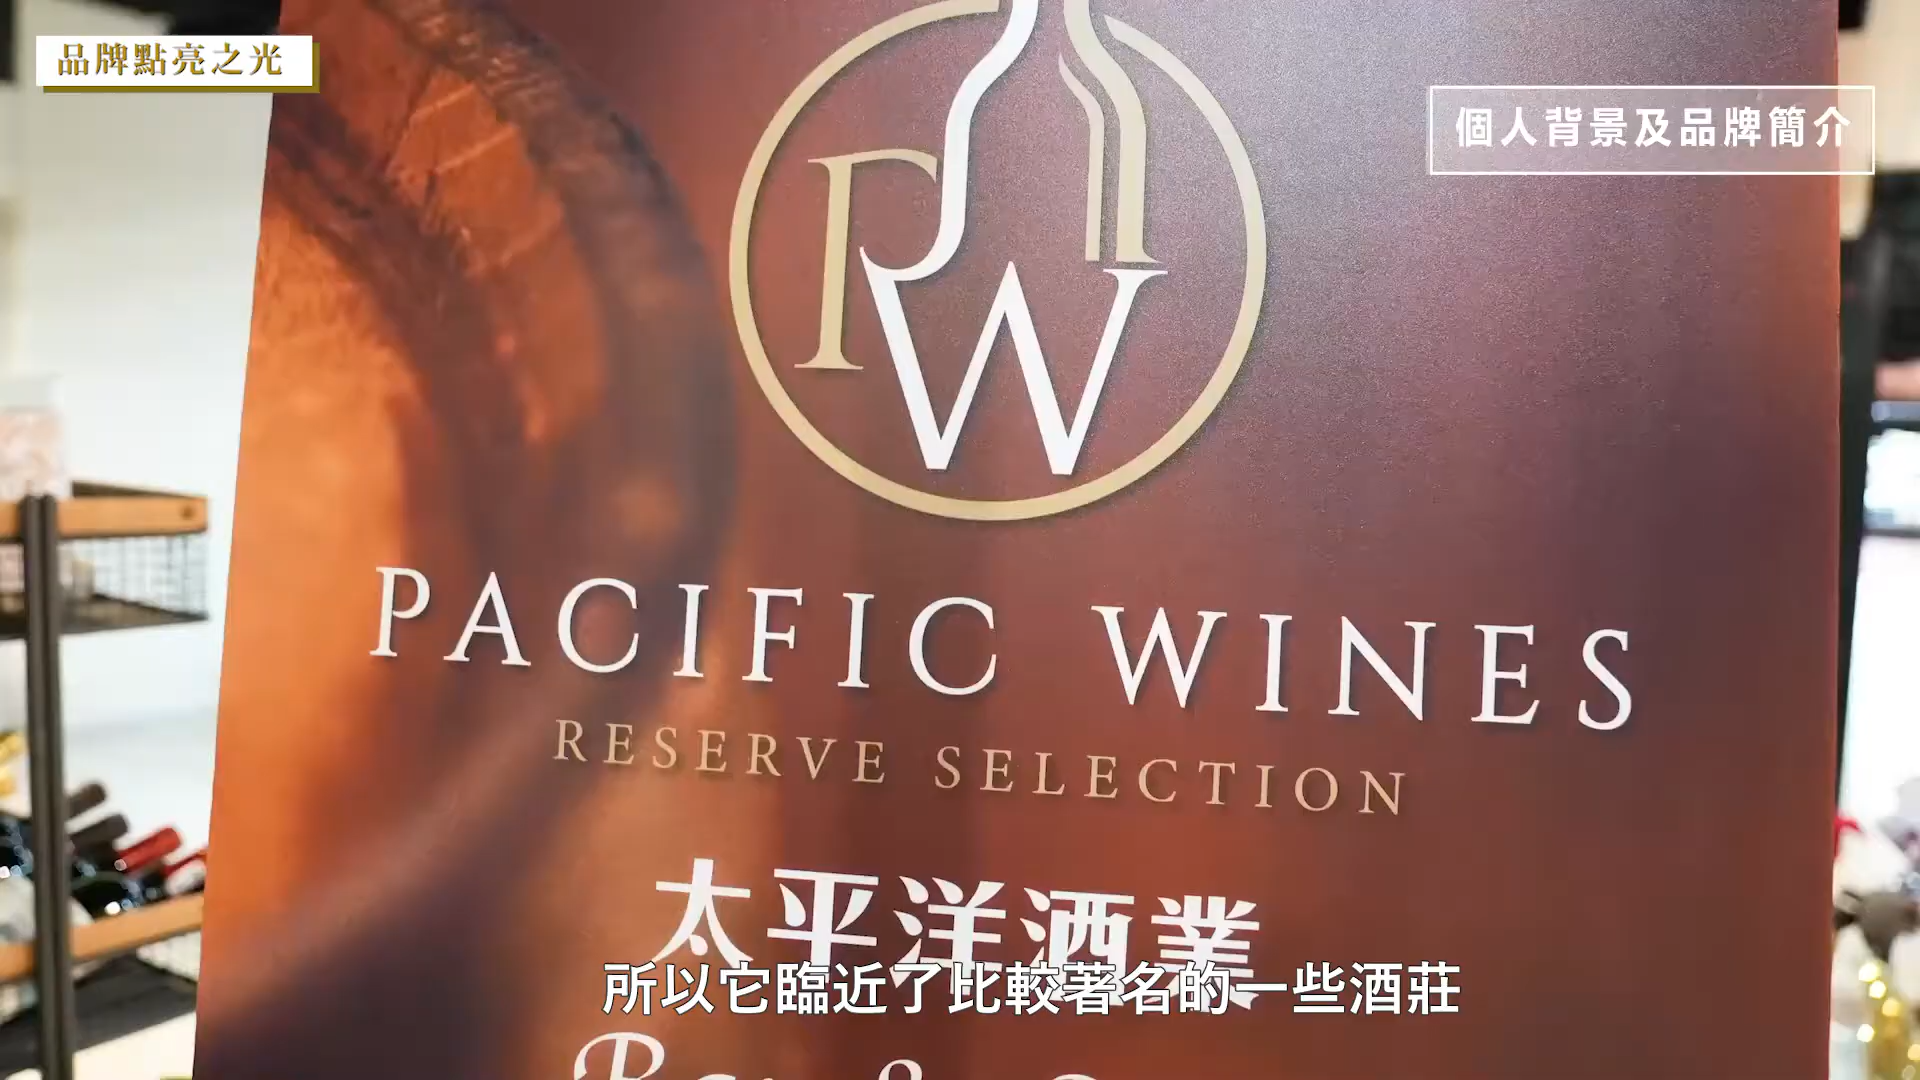 品牌點亮之光
個人背景及品牌簡介
PW
PACIFIC WINES
RESERVE SELECTION
太平洋酒業
所以它臨近了比較著名的一些酒莊